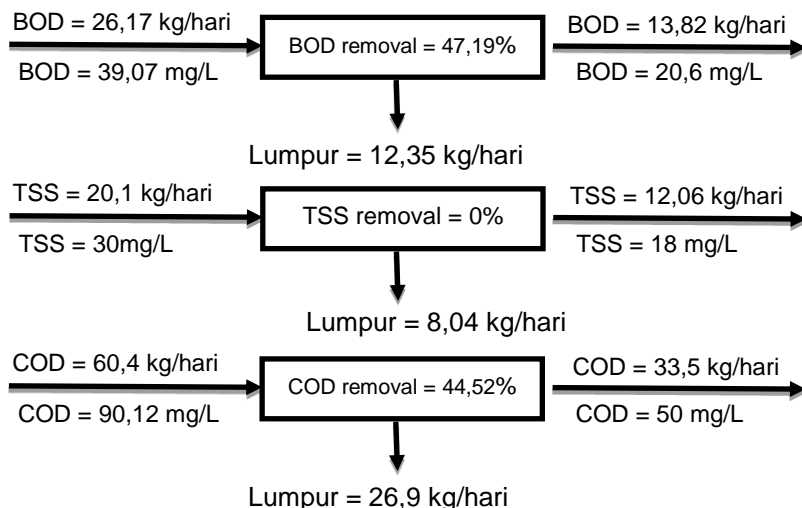 BOD = 26,17 kg/hari
BOD = 39,07 mg/L
BOD removal = 47,19%
BOD = 13,82 kg/hari
BOD = 20,6 mg/L
Lumpur = 12,35 kg/hari
TSS = 20,1 kg/hari
TSS = 30mg/L
TSS removal = 0%
TSS = 12,06 kg/hari
TSS = 18 mg/L
Lumpur = 8,04 kg/hari
COD = 60,4 kg/hari
COD = 90,12 mg/L
COD removal = 44,52%
COD = 33,5 kg/hari
COD = 50 mg/L
Lumpur = 26,9 kg/hari